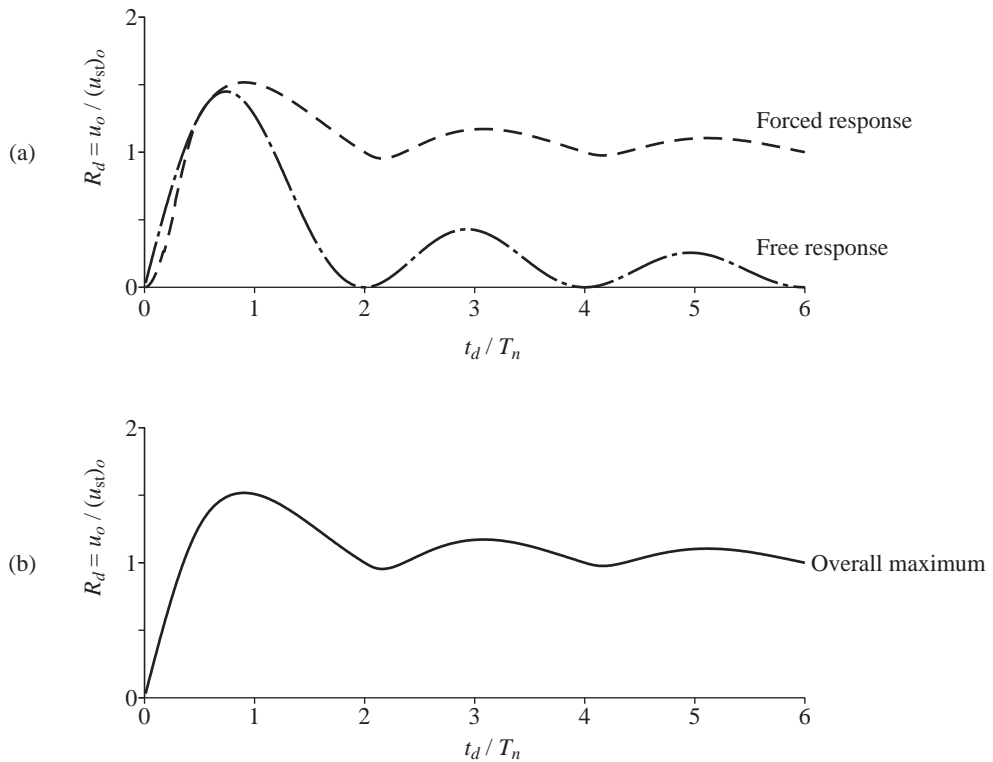 (a)
R_d = u_o / (u_st)_o
2
1
0
Forced response
Free response
0 1 2 3 4 5 6
t_d / T_n
(b)
R_d = u_o / (u_st)_o
2
1
0
Overall maximum
0 1 2 3 4 5 6
t_d / T_n